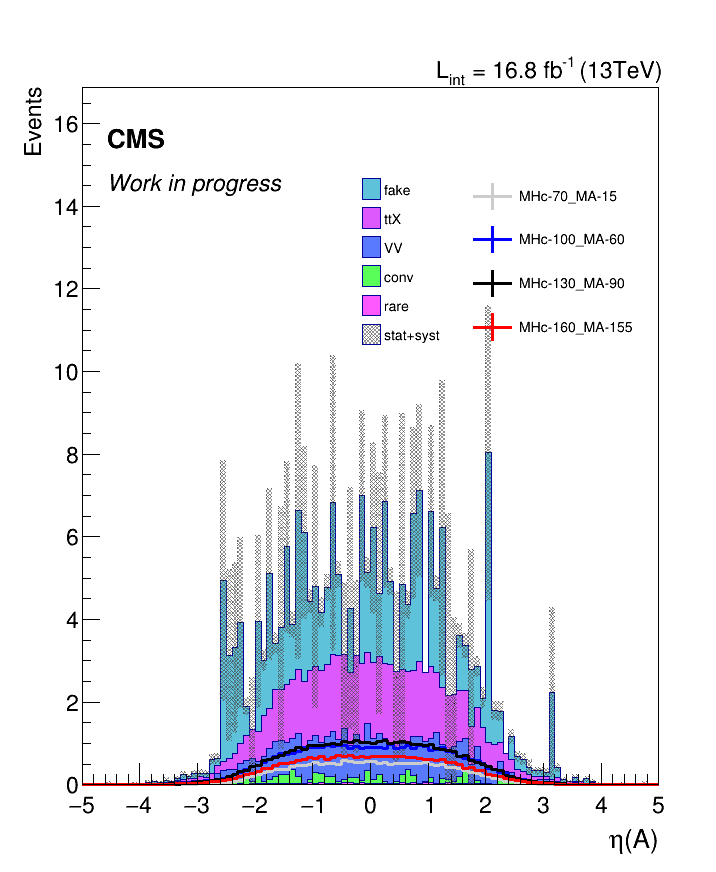 L_int = 16.8 fb^-1 (13TeV)
Events
CMS
Work in progress
fake
ttX
VV
conv
rare
stat+syst
MHc-70_MA-15
MHc-100_MA-60
MHc-130_MA-90
MHc-160_MA-155
16
14
12
10
8
6
4
2
0
−5 −4 −3 −2 −1 0 1 2 3 4 5
η(A)